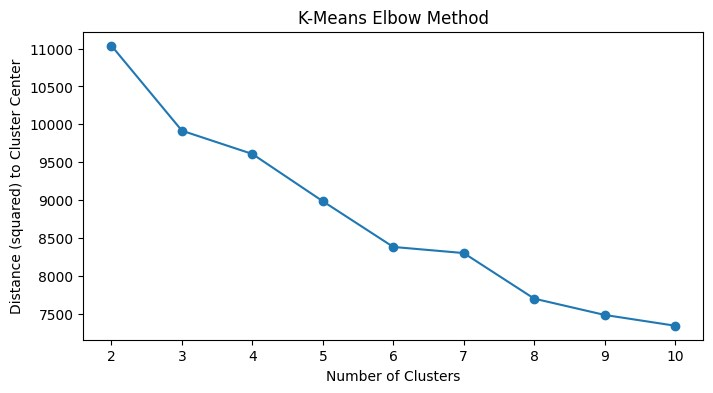 K-Means Elbow Method
Distance (squared) to Cluster Center
11000
10500
10000
9500
9000
8500
8000
7500
2 3 4 5 6 7 8 9 10
Number of Clusters